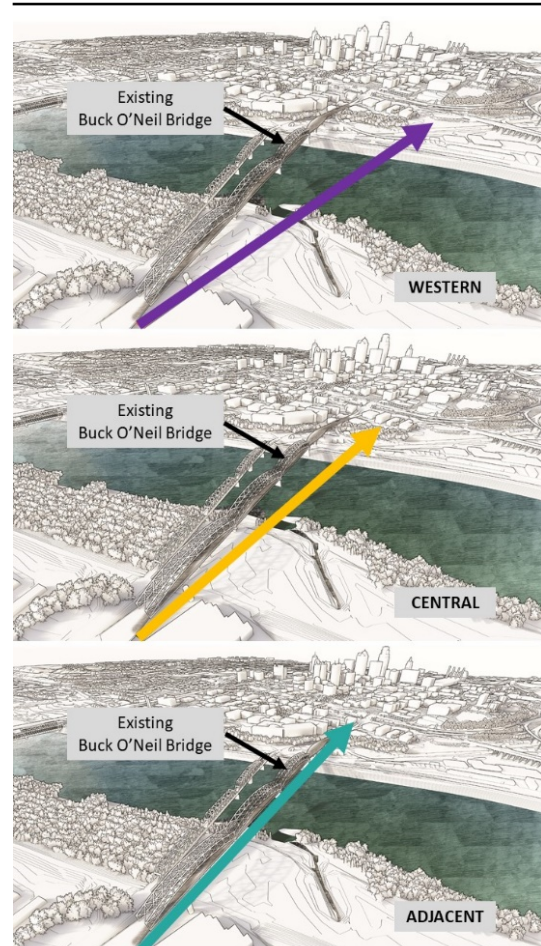 Existing
Buck O'Neil Bridge
WESTERN
Existing
Buck O'Neil Bridge
CENTRAL
Existing
Buck O'Neil Bridge
ADJACENT